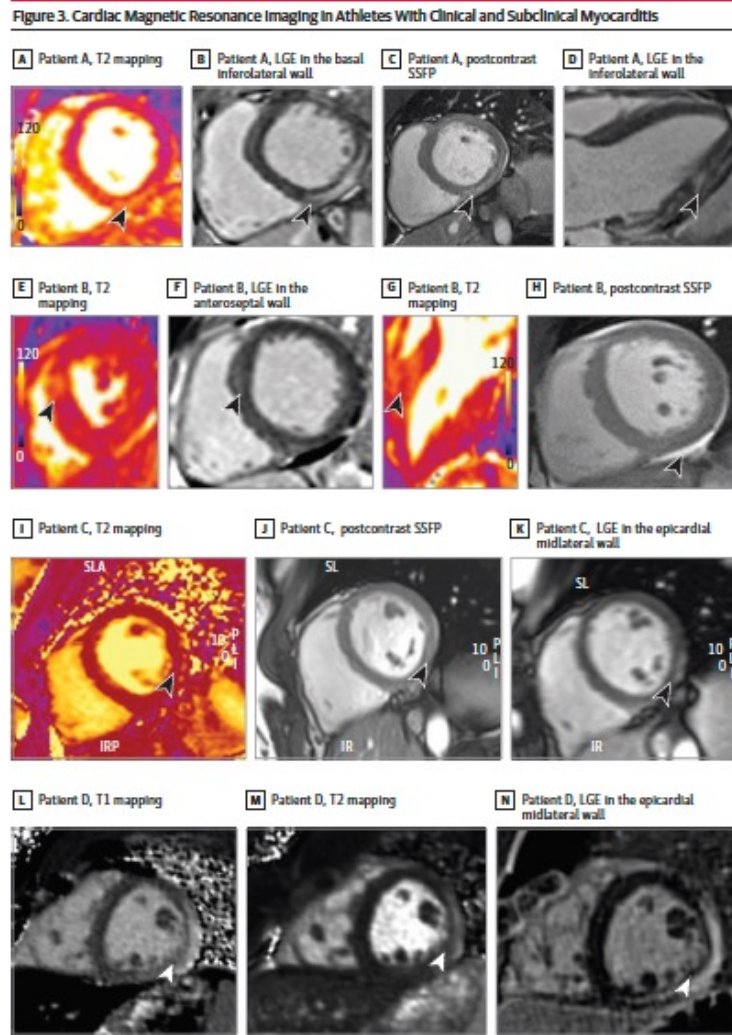 Figure 3. Cardiac Magnetic Resonance Imaging in Athletes With Clinical and Subclinical Myocarditis
A Patient A, T2 mapping
B Patient A, LGE in the basal
inferolateral wall
C Patient A, postcontrast
SSFP
D Patient A, LGE in the
inferolateral wall
120
0
E Patient B, T2
mapping
F Patient B, LGE in the
anteroseptal wall
G Patient B, T2
mapping
H Patient B, postcontrast SSFP
120
0
120
0
I Patient C, T2 mapping
J Patient C, postcontrast SSFP
K Patient C, LGE in the epicardial
midlateral wall
SLA
10
0
P
L
I
IRP
SL
10
0
P
L
I
IR
SL
10
0
P
L
I
IR
L Patient D, T1 mapping
M Patient D, T2 mapping
N Patient D, LGE in the epicardial
midlateral wall